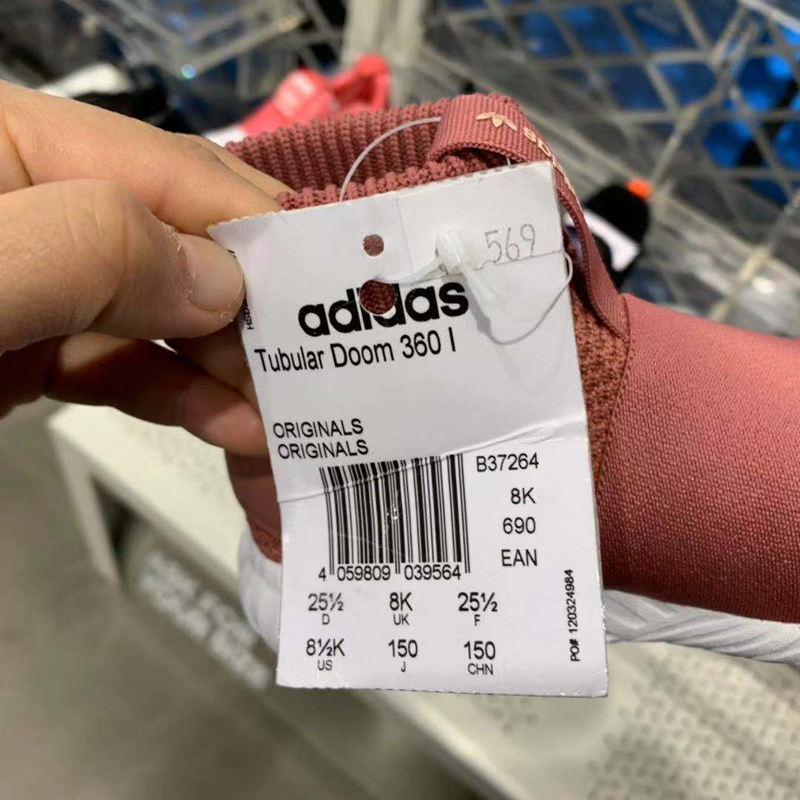 569
adidas
Tubular Doom 360 I
ORIGINALS
ORIGINALS
B37264
8K
690
EAN
4 059809 039564
25½ 8K 25½
D UK F
8½K 150 150
US J CHN
PO# 120324984